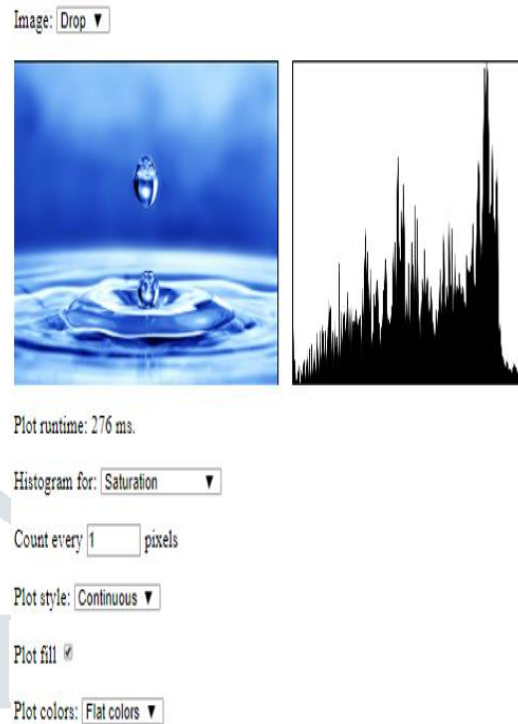 Image: Drop
Plot runtime: 276 ms.
Histogram for: Saturation
Count every 1 pixels
Plot style: Continuous
Plot fill
Plot colors: Flat colors